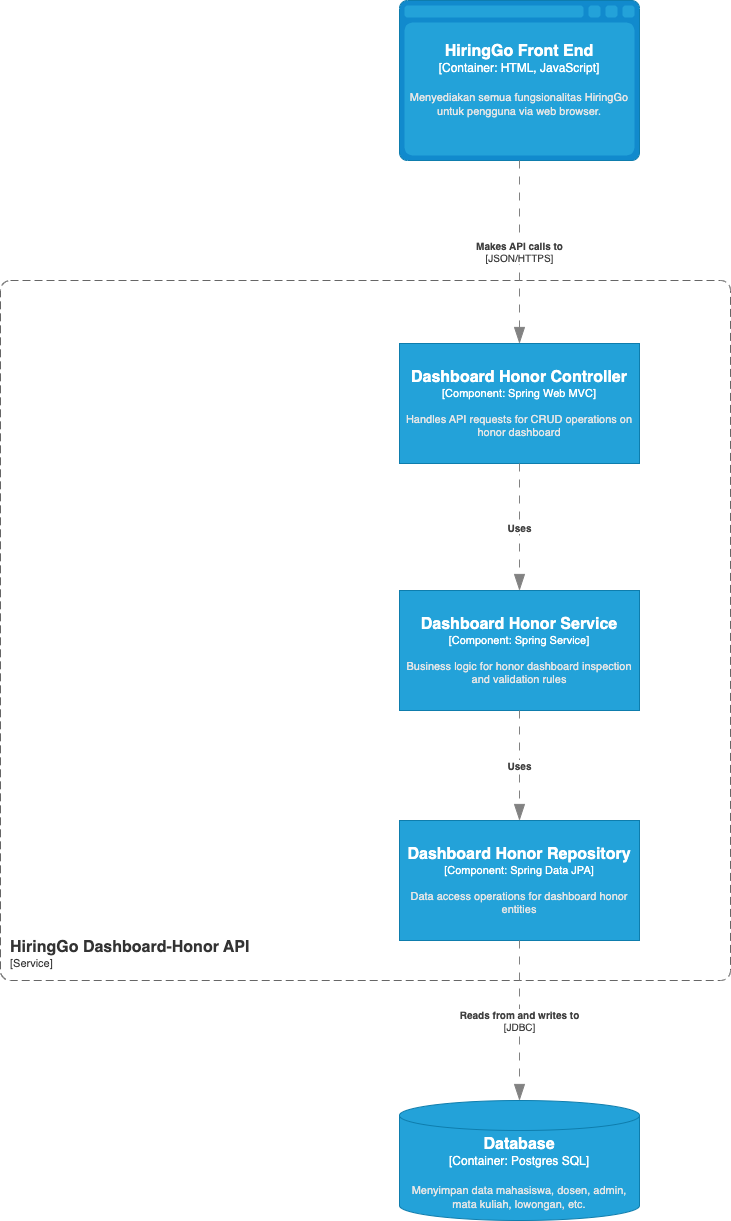 HiringGo Front End
[Container: HTML, JavaScript]
Menyediakan semua fungsionalitas HiringGo
untuk pengguna via web browser.
Makes API calls to
[JSON/HTTPS]
Dashboard Honor Controller
[Component: Spring Web MVC]
Handles API requests for CRUD operations on
honor dashboard
Uses
Dashboard Honor Service
[Component: Spring Service]
Business logic for honor dashboard inspection
and validation rules
Uses
Dashboard Honor Repository
[Component: Spring Data JPA]
Data access operations for dashboard honor
entities
HiringGo Dashboard-Honor API
[Service]
Reads from and writes to
[JDBC]
Database
[Container: Postgres SQL]
Menyimpan data mahasiswa, dosen, admin,
mata kuliah, lowongan, etc.